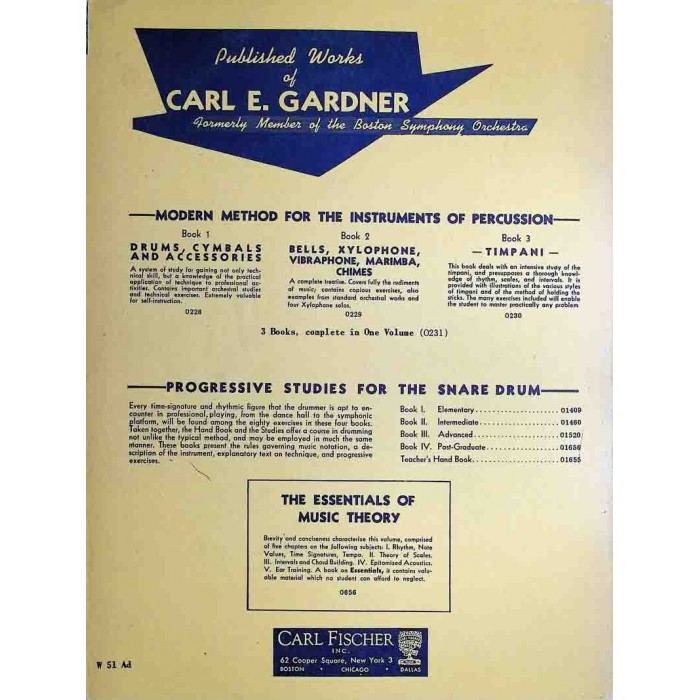 Published Works
of
CARL E. GARDNER
Formerly Member of the Boston Symphony Orchestra
MODERN METHOD FOR THE INSTRUMENTS OF PERCUSSION
Book 1
DRUMS, CYMBALS
AND ACCESSORIES
A system of study for gaining not only tech-
nical skill, but a knowledge of the practical
application of technique to professional ac-
tivities. Contains important orchestral studies
and technical exercises. Extremely valuable
for self-instruction.
0228
Book 2
BELLS, XYLOPHONE,
VIBRAPHONE, MARIMBA,
CHIMES
A complete treatise. Covers fully the rudiments
of music; contains copious exercises, also
examples from standard orchestral works and
four Xylophone solos.
0229
Book 3
— TIMPANI —
This book deals with an intensive study of the
timpani, and presupposes a thorough knowl-
edge of rhythm, scales, and intervals. It is
provided with illustrations of the various styles
of timpani and of the method of holding the
sticks. The many exercises included will enable
the student to master practically any problem
0230
3 Books, complete in One Volume (0231)
PROGRESSIVE STUDIES FOR THE SNARE DRUM
Every time-signature and rhythmic figure that the drummer is apt to en-
counter in professional, playing, from the dance hall to the symphonic
platform, will be found among the eighty exercises in these four books.
Taken together, the Hand Book and the Studies offer a course in drumming
not unlike the typical method, and may be employed in much the same
manner. These books present the rules governing music notation, a de-
scription of the instrument, explanatory text on technique, and progressive
exercises.
Book I. Elementary.......................01409
Book II. Intermediate.....................01460
Book III. Advanced.......................01520
Book IV. Post-Graduate..................01656
Teacher's Hand Book......................01655
THE ESSENTIALS OF
MUSIC THEORY
Brevity and conciseness characterize this volume, comprised
of five chapters on the following subjects: I. Rhythm, Note
Values, Time Signatures, Tempo. II. Theory of Scales.
III. Intervals and Chord Building. IV. Epitomized Acoustics.
V. Ear Training. A book on Essentials, it contains valu-
able material which no student can afford to neglect.
0656
CARL FISCHER
INC.
62 Cooper Square, New York 3
BOSTON • CHICAGO • DALLAS
W 51 Ad